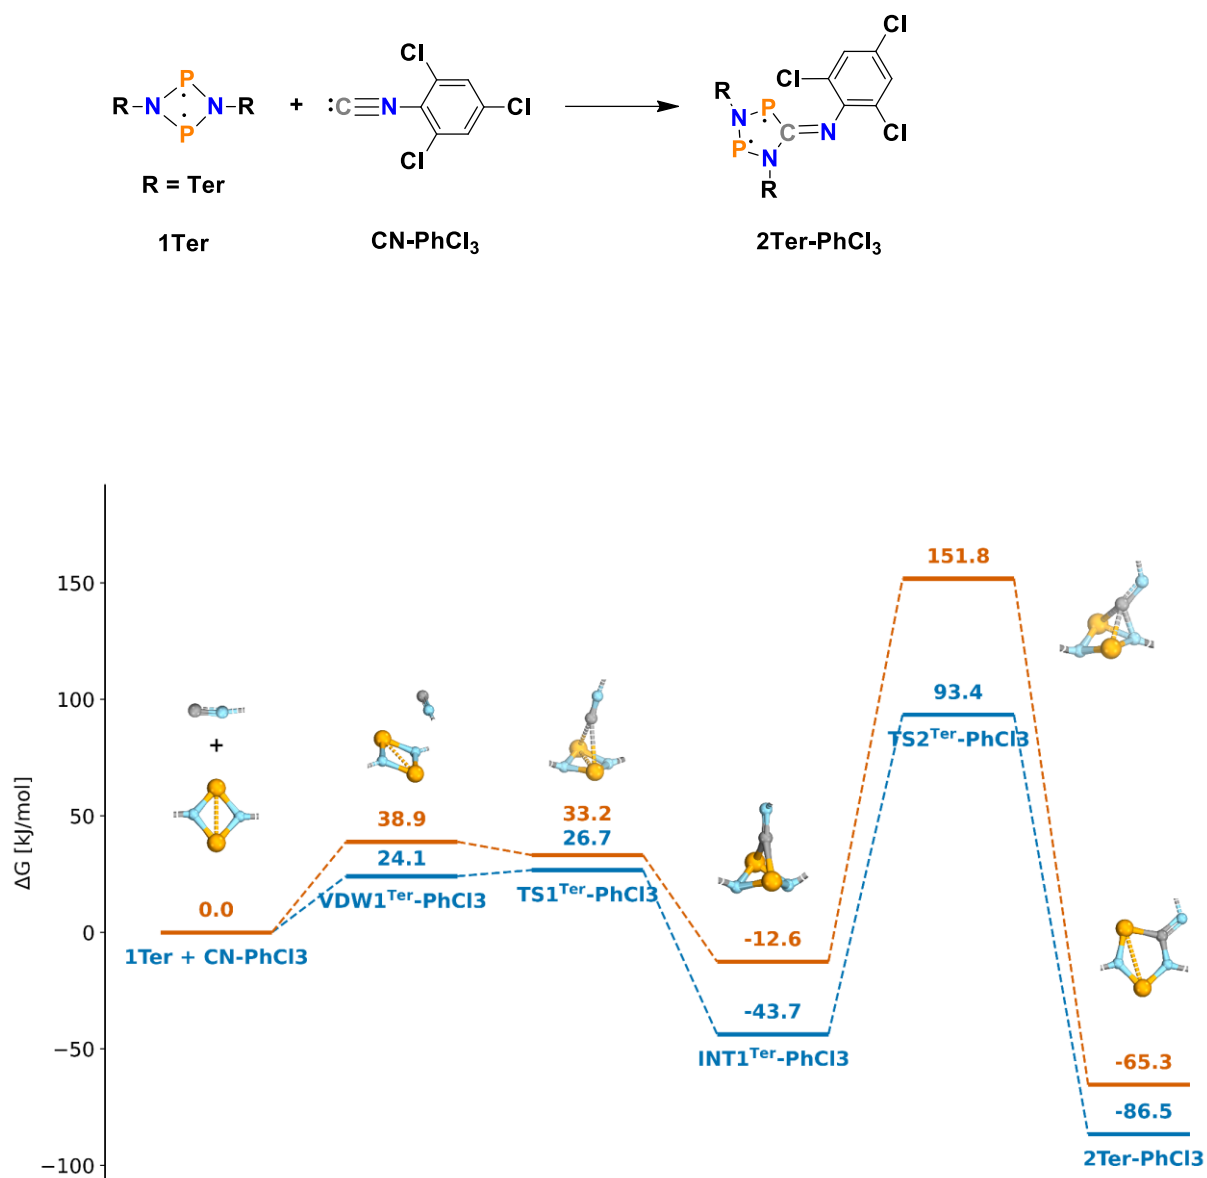 Cl
Cl
Cl
Cl
Cl
Cl
P
R N N R
P
+
:C N
R
P
N
C N
P
N
R
R = Ter
1Ter
CN-PhCl₃
2Ter-PhCl₃
ΔG [kJ/mol]
150
100
50
0
−50
−100
+
0.0
1Ter + CN-PhCl3
38.9
24.1
VDW1ᵀᵉʳ-PhCl3
33.2
26.7
TS1ᵀᵉʳ-PhCl3
-12.6
-43.7
INT1ᵀᵉʳ-PhCl3
151.8
93.4
TS2ᵀᵉʳ-PhCl3
-65.3
-86.5
2Ter-PhCl3